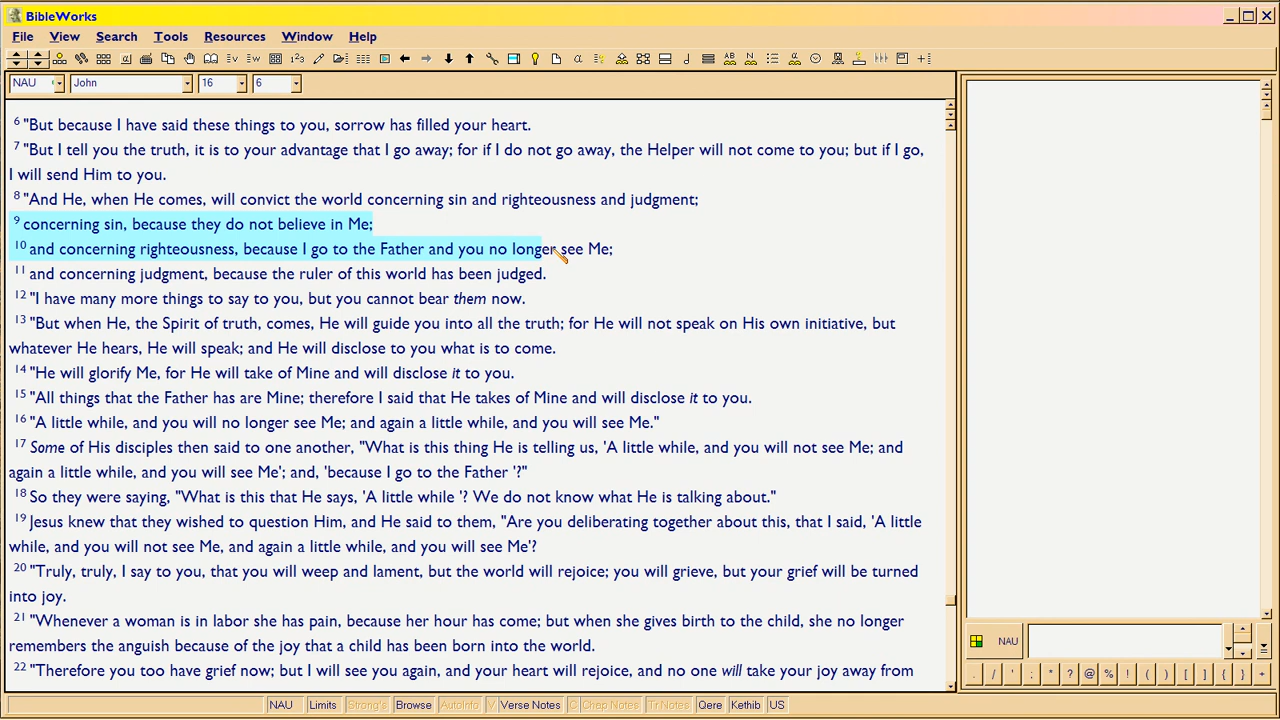 BibleWorks
File View Search Tools Resources Window Help
NAU John 16 6
6 "But because I have said these things to you, sorrow has filled your heart.
7 "But I tell you the truth, it is to your advantage that I go away; for if I do not go away, the Helper will not come to you; but if I go,
I will send Him to you.
8 "And He, when He comes, will convict the world concerning sin and righteousness and judgment;
9 concerning sin, because they do not believe in Me;
10 and concerning righteousness, because I go to the Father and you no longer see Me;
11 and concerning judgment, because the ruler of this world has been judged.
12 "I have many more things to say to you, but you cannot bear them now.
13 "But when He, the Spirit of truth, comes, He will guide you into all the truth; for He will not speak on His own initiative, but
whatever He hears, He will speak; and He will disclose to you what is to come.
14 "He will glorify Me, for He will take of Mine and will disclose it to you.
15 "All things that the Father has are Mine; therefore I said that He takes of Mine and will disclose it to you.
16 "A little while, and you will no longer see Me; and again a little while, and you will see Me."
17 Some of His disciples then said to one another, "What is this thing He is telling us, 'A little while, and you will not see Me; and
again a little while, and you will see Me'; and, 'because I go to the Father '?"
18 So they were saying, "What is this that He says, 'A little while '? We do not know what He is talking about."
19 Jesus knew that they wished to question Him, and He said to them, "Are you deliberating together about this, that I said, 'A little
while, and you will not see Me, and again a little while, and you will see Me'?
20 "Truly, truly, I say to you, that you will weep and lament, but the world will rejoice; you will grieve, but your grief will be turned
into joy.
21 "Whenever a woman is in labor she has pain, because her hour has come; but when she gives birth to the child, she no longer
remembers the anguish because of the joy that a child has been born into the world.
22 "Therefore you too have grief now; but I will see you again, and your heart will rejoice, and no one will take your joy away from
NAU
. / ' ; * ? @ % ! ( ) [ ] { } +
NAU Limits Strong's Browse AutoInfo V Verse Notes C Chap Notes Tr.Notes Qere Kethib US